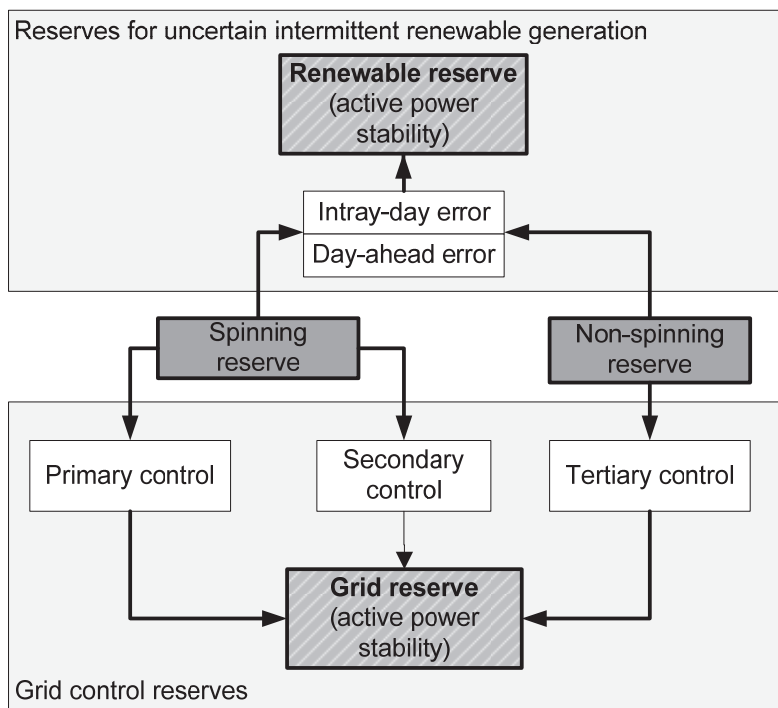 Reserves for uncertain intermittent renewable generation
Renewable reserve
(active power
stability)
Intray-day error
Day-ahead error
Spinning
reserve
Non-spinning
reserve
Primary control
Secondary
control
Tertiary control
Grid reserve
(active power
stability)
Grid control reserves